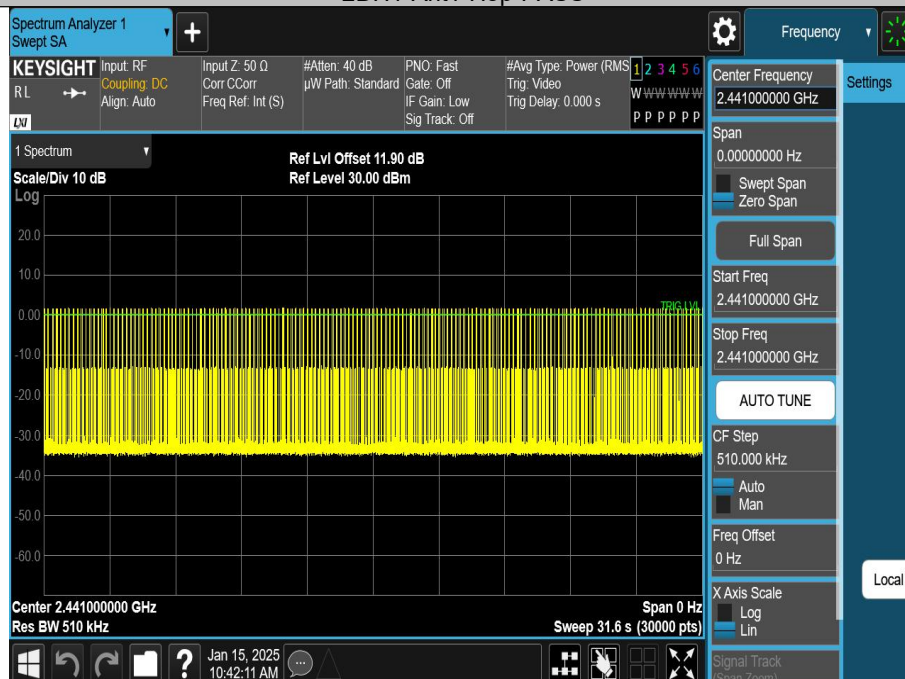 Spectrum Analyzer 1
Swept SA
Frequency
KEYSIGHT
RL
LXI
Input: RF
Coupling: DC
Align: Auto
Input Z: 50 Ω
Corr CCorr
Freq Ref: Int (S)
#Atten: 40 dB
µW Path: Standard
PNO: Fast
Gate: Off
IF Gain: Low
Sig Track: Off
#Avg Type: Power (RMS
Trig: Video
Trig Delay: 0.000 s
1 2 3 4 5 6
W W W W W W
P P P P P P
Center Frequency
2.441000000 GHz
Settings
Span
0.00000000 Hz
Swept Span
Zero Span
Full Span
Start Freq
2.441000000 GHz
Stop Freq
2.441000000 GHz
AUTO TUNE
CF Step
510.000 kHz
Auto
Man
Freq Offset
0 Hz
X Axis Scale
Log
Lin
Signal Track
(Span Zoom)
Local
1 Spectrum
Scale/Div 10 dB
Log
Ref Lvl Offset 11.90 dB
Ref Level 30.00 dBm
20.0
10.0
0.00
-10.0
-20.0
-30.0
-40.0
-50.0
-60.0
TRIG LVL
Center 2.441000000 GHz
Res BW 510 kHz
Span 0 Hz
Sweep 31.6 s (30000 pts)
?
Jan 15, 2025
10:42:11 AM